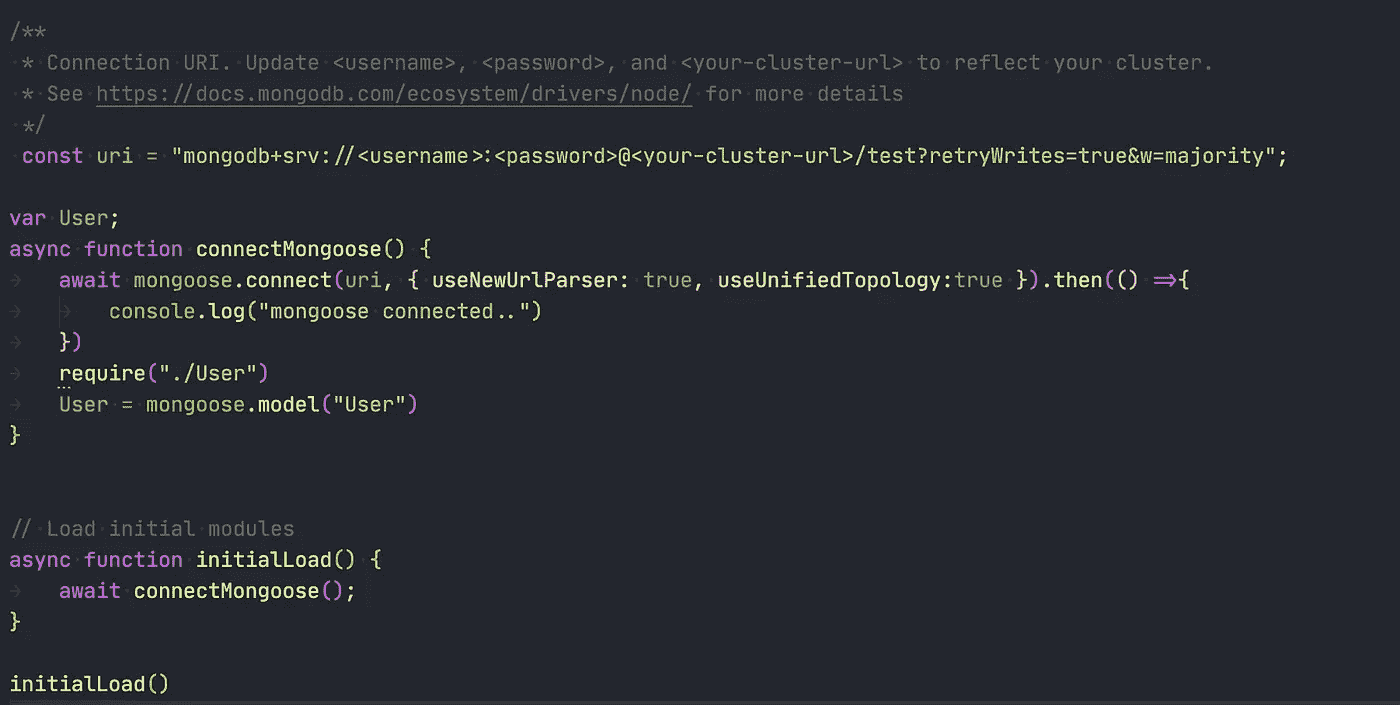 /**
* Connection URI. Update <username>, <password>, and <your-cluster-url> to reflect your cluster.
* See https://docs.mongodb.com/ecosystem/drivers/node/ for more details
*/
const uri = "mongodb+srv://<username>:<password>@<your-cluster-url>/test?retryWrites=true&w=majority";
var User;
async function connectMongoose() {
await mongoose.connect(uri, { useNewUrlParser: true, useUnifiedTopology:true }).then(() =>{
console.log("mongoose connected..")
})
require("./User")
User = mongoose.model("User")
}
// Load initial modules
async function initialLoad() {
await connectMongoose();
}
initialLoad()